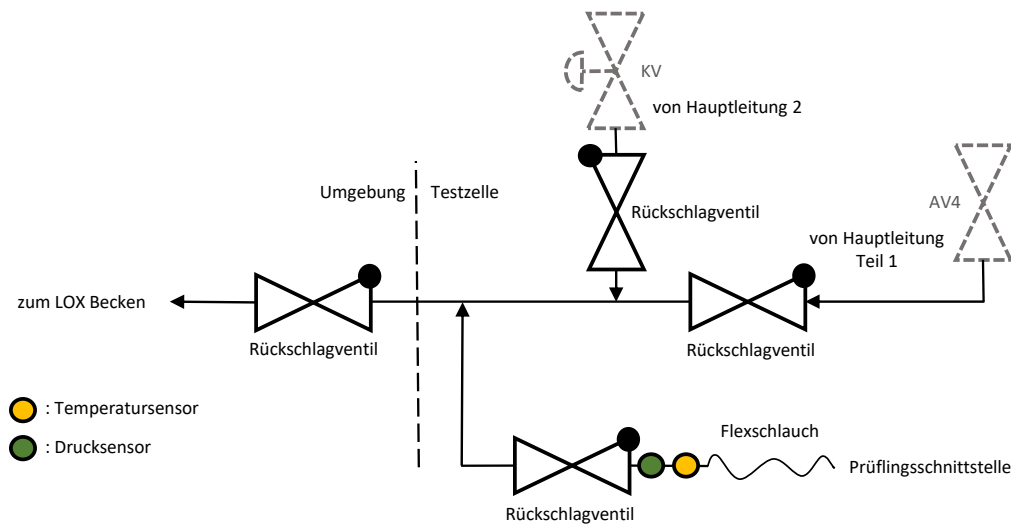 KV
von Hauptleitung 2
Umgebung
Testzelle
Rückschlagventil
AV4
von Hauptleitung
Teil 1
zum LOX Becken
Rückschlagventil
Rückschlagventil
: Temperatursensor
: Drucksensor
Flexschlauch
Prüflingsschnittstelle
Rückschlagventil